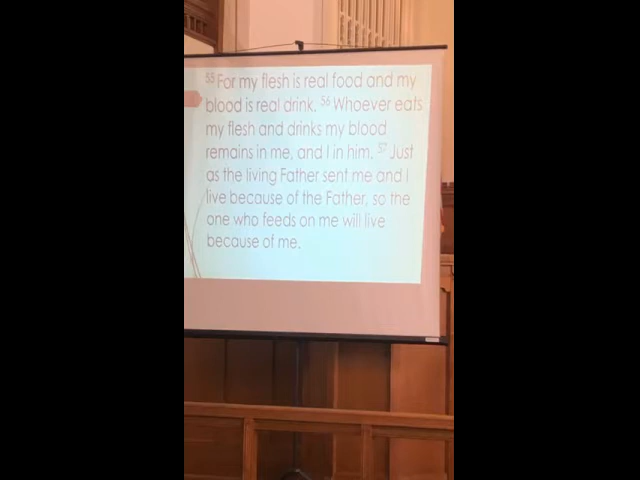 55 For my flesh is real food and my
blood is real drink. 56 Whoever eats
my flesh and drinks my blood
remains in me, and I in him. 57 Just
as the living Father sent me and I
live because of the Father, so the
one who feeds on me will live
because of me.